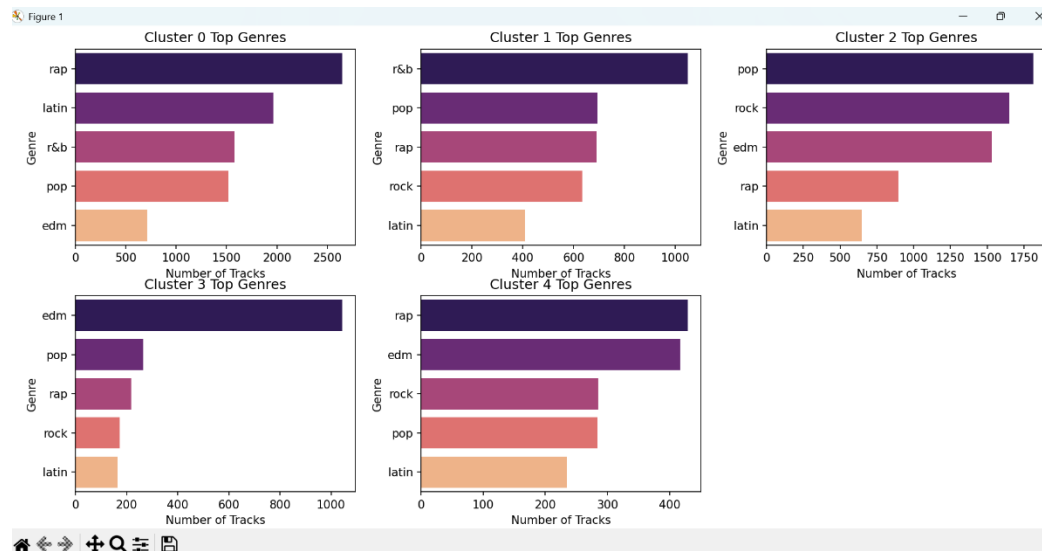 Figure 1
Cluster 0 Top Genres
rap
latin
r&b
pop
edm
Genre
0 500 1000 1500 2000 2500
Number of Tracks
Cluster 1 Top Genres
r&b
pop
rap
rock
latin
Genre
0 200 400 600 800 1000
Number of Tracks
Cluster 2 Top Genres
pop
rock
edm
rap
latin
Genre
0 250 500 750 1000 1250 1500 1750
Number of Tracks
Cluster 3 Top Genres
edm
pop
rap
rock
latin
Genre
0 200 400 600 800 1000
Number of Tracks
Cluster 4 Top Genres
rap
edm
rock
pop
latin
Genre
0 100 200 300 400
Number of Tracks